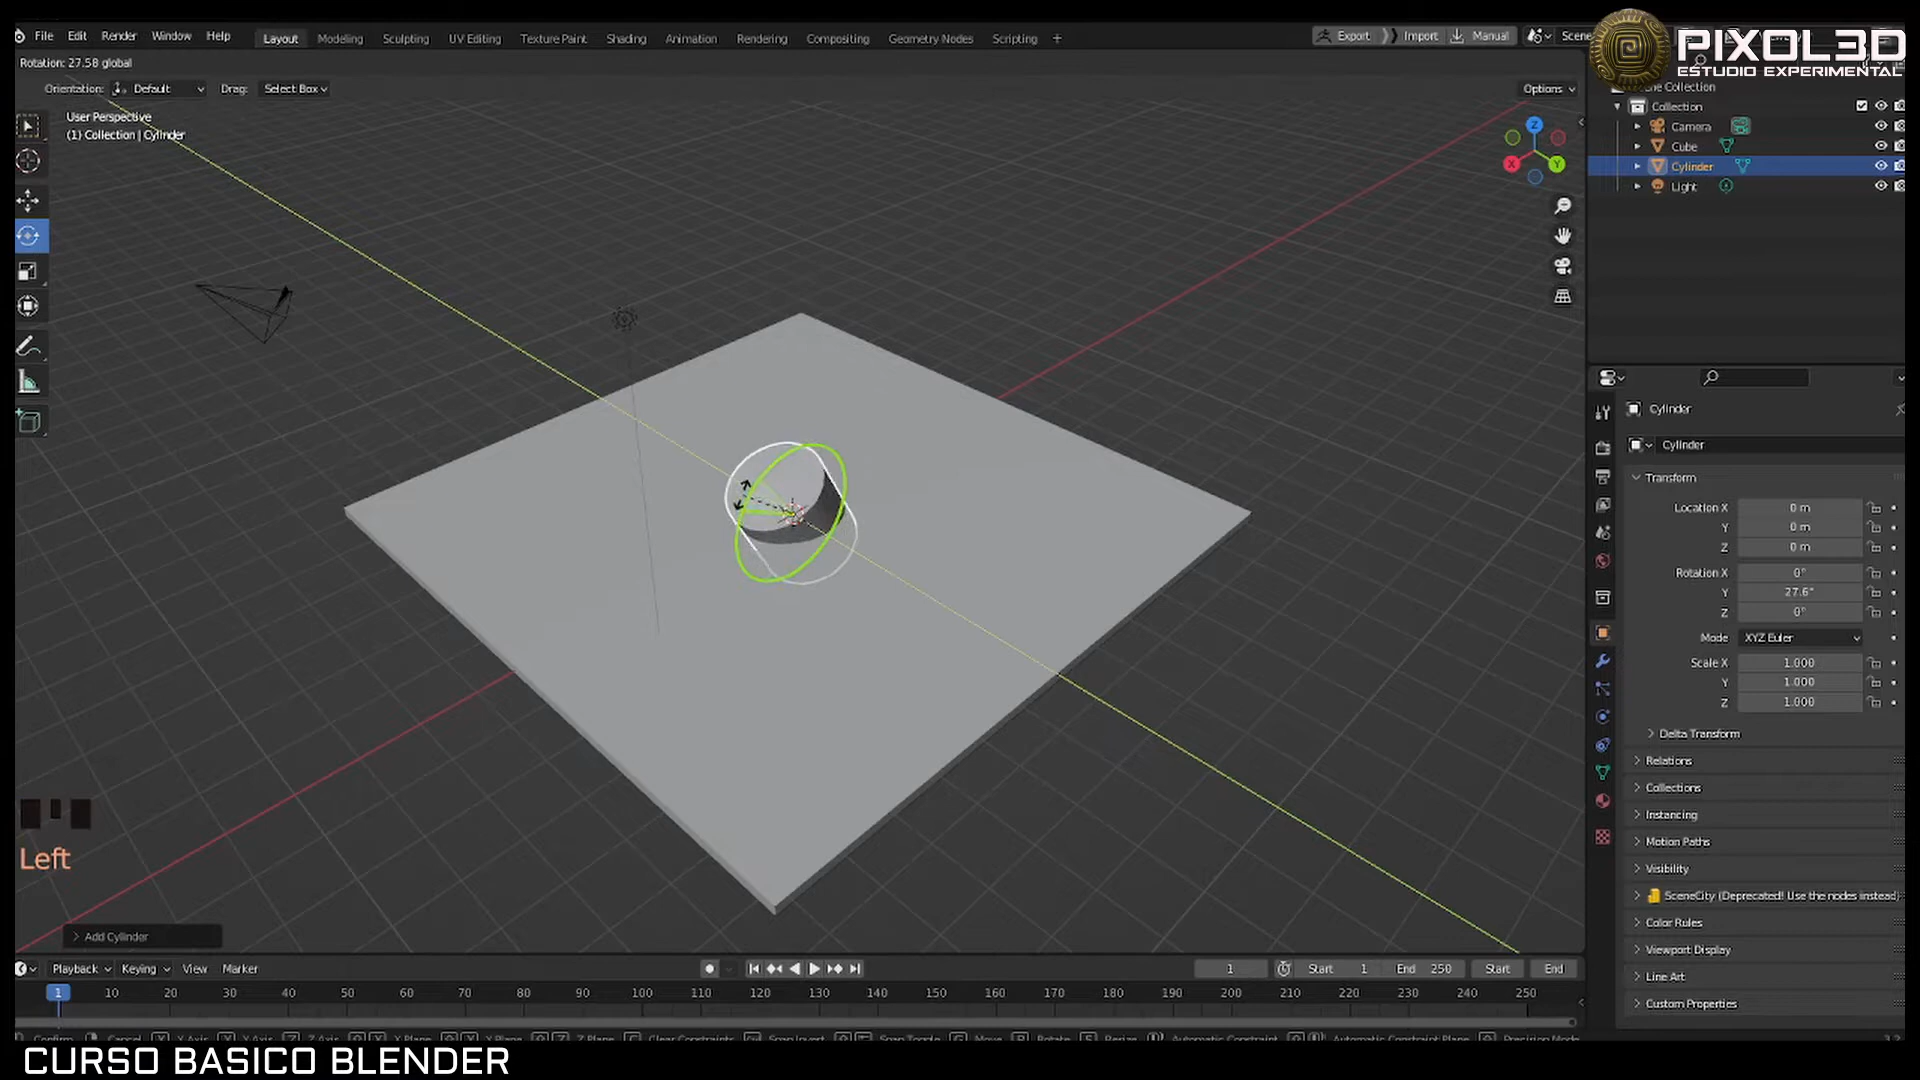 File Edit Render Window Help
Layout Modeling Sculpting UV Editing Texture Paint Shading Animation Rendering Compositing Geometry Nodes Scripting +
Export Import Manual Scene
PIXOL3D
ESTUDIO EXPERIMENTAL
Rotation: 27.58 global
Orientation: Default Drag: Select Box
Options
User Perspective
(1) Collection | Cylinder
Z
X
Y
Collection
Collection
Camera
Cube
Cylinder
Light
Cylinder
Cylinder
Transform
Location X 0 m
Y 0 m
Z 0 m
Rotation X 0°
Y 27.6°
Z 0°
Mode XYZ Euler
Scale X 1.000
Y 1.000
Z 1.000
Delta Transform
Relations
Collections
Instancing
Motion Paths
Visibility
SceneCity (Deprecated! Use the nodes instead)
Color Rules
Viewport Display
Line Art
Custom Properties
Left
Add Cylinder
Playback Keying View Marker
1 Start 1 End 250 Start End
1 10 20 30 40 50 60 70 80 90 100 110 120 130 140 150 160 170 180 190 200 210 220 230 240 250
CURSO BASICO BLENDER